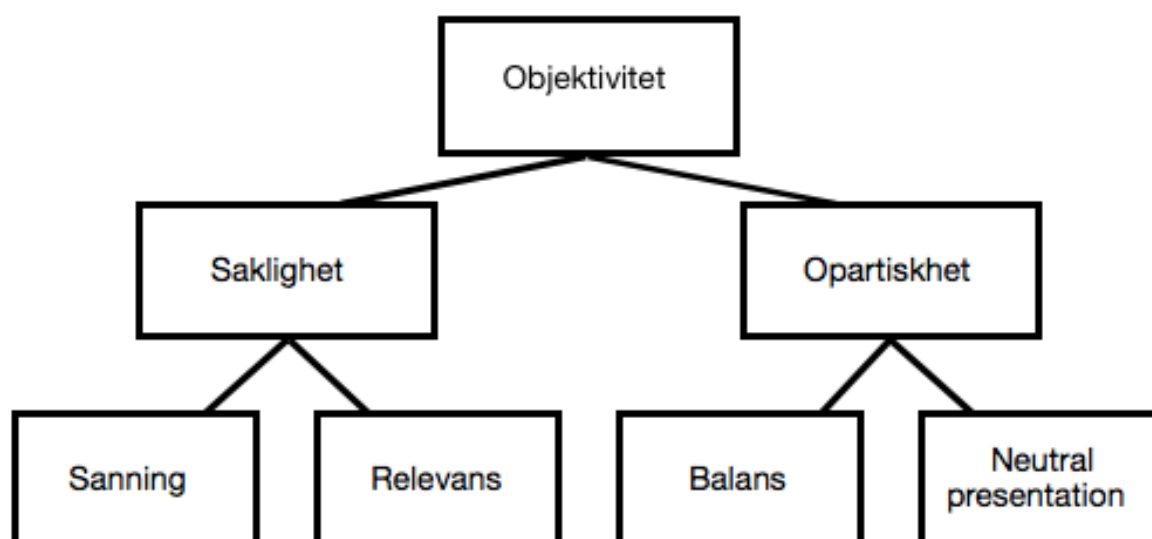 Objektivitet
Saklighet
Opartiskhet
Sanning
Relevans
Balans
Neutral
presentation